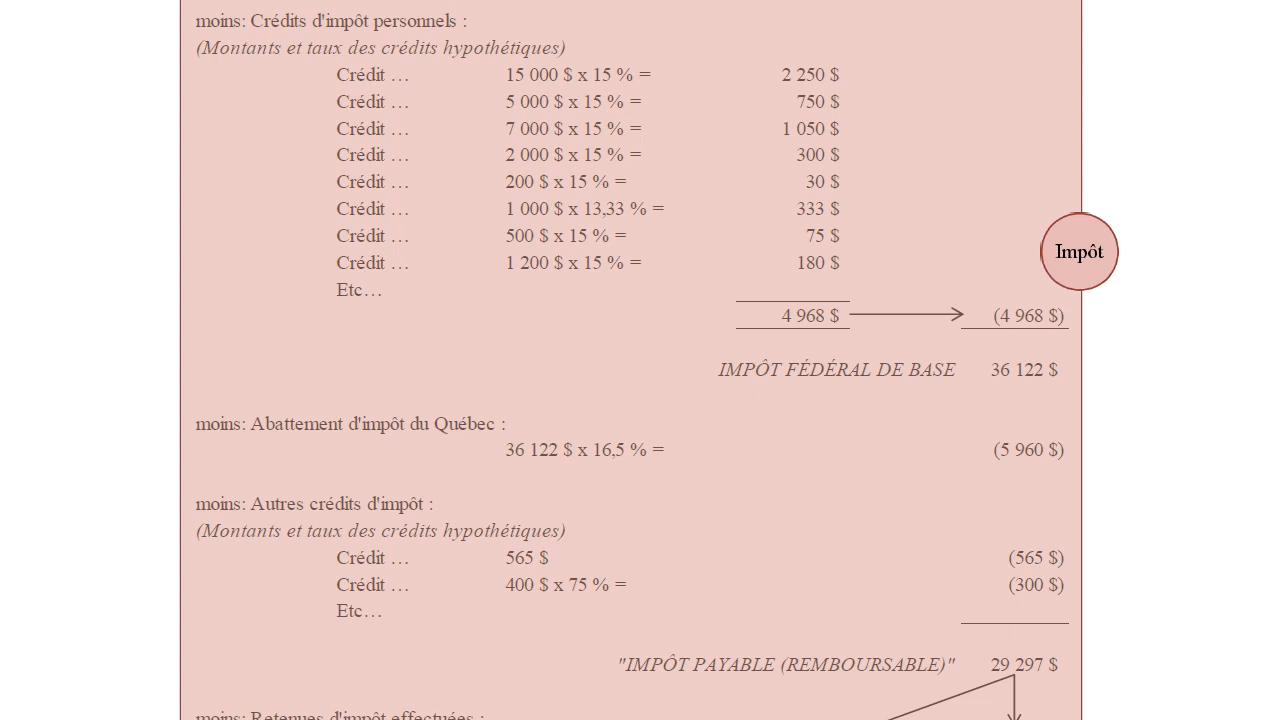 moins: Crédits d'impôt personnels :
(Montants et taux des crédits hypothétiques)
Crédit … 15 000 $ x 15 % = 2 250 $
Crédit … 5 000 $ x 15 % = 750 $
Crédit … 7 000 $ x 15 % = 1 050 $
Crédit … 2 000 $ x 15 % = 300 $
Crédit … 200 $ x 15 % = 30 $
Crédit … 1 000 $ x 13,33 % = 333 $
Crédit … 500 $ x 15 % = 75 $
Impôt
Crédit … 1 200 $ x 15 % = 180 $
Etc…
4 968 $ (4 968 $)
IMPÔT FÉDÉRAL DE BASE 36 122 $
moins: Abattement d'impôt du Québec :
36 122 $ x 16,5 % = (5 960 $)
moins: Autres crédits d'impôt :
(Montants et taux des crédits hypothétiques)
Crédit … 565 $ (565 $)
Crédit … 400 $ x 75 % = (300 $)
Etc…
"IMPÔT PAYABLE (REMBOURSABLE)" 29 297 $
moins: Retenues d'impôt effectuées :